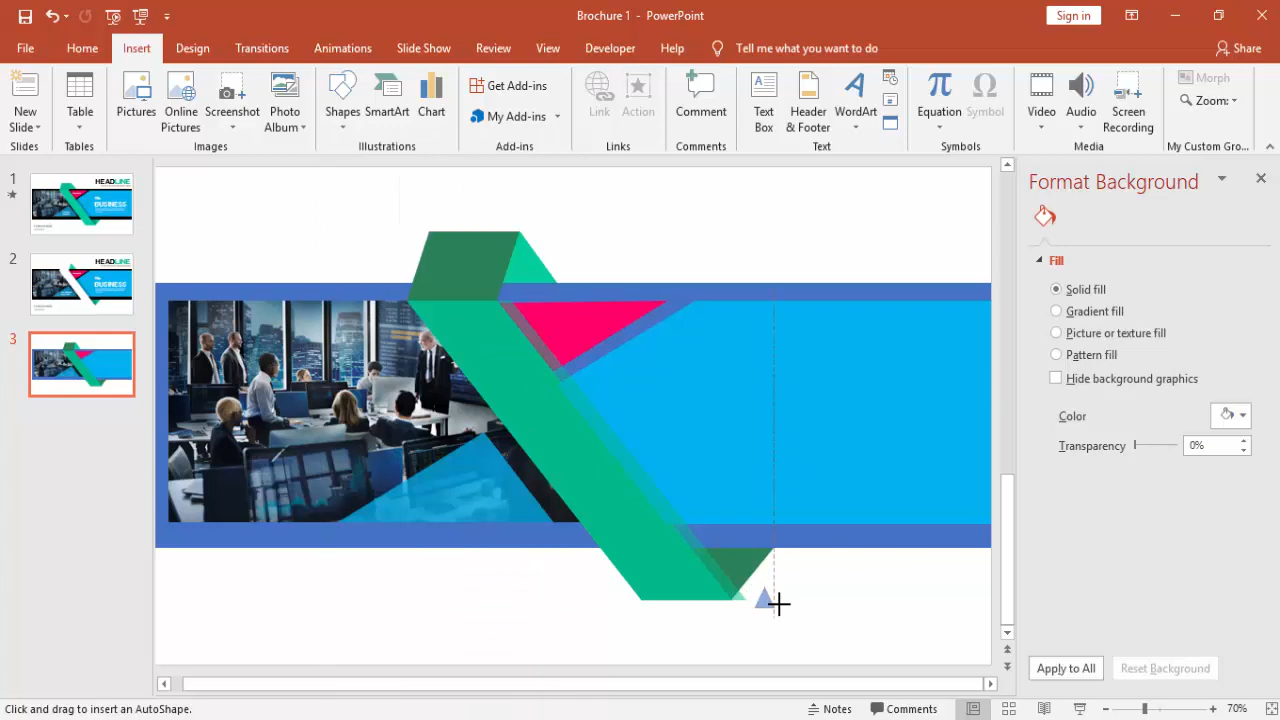 Brochure 1 - PowerPoint
Sign in
File Home Insert Design Transitions Animations Slide Show Review View Developer Help Tell me what you want to do Share
New Slide
Slides
Table
Tables
Pictures
Online Pictures
Screenshot
Photo Album
Images
Shapes
SmartArt
Chart
Illustrations
Get Add-ins
My Add-ins
Add-ins
Link
Action
Links
Comment
Comments
Text Box
Header & Footer
WordArt
Text
Equation
Symbol
Symbols
Video
Audio
Screen Recording
Media
Morph
Zoom:
My Custom Gro...
1
HEADLINE
BUSINESS
2
HEADLINE
BUSINESS
3
Format Background
Fill
Solid fill
Gradient fill
Picture or texture fill
Pattern fill
Hide background graphics
Color
Transparency 0%
Apply to All Reset Background
Click and drag to insert an AutoShape.
Notes Comments 70%